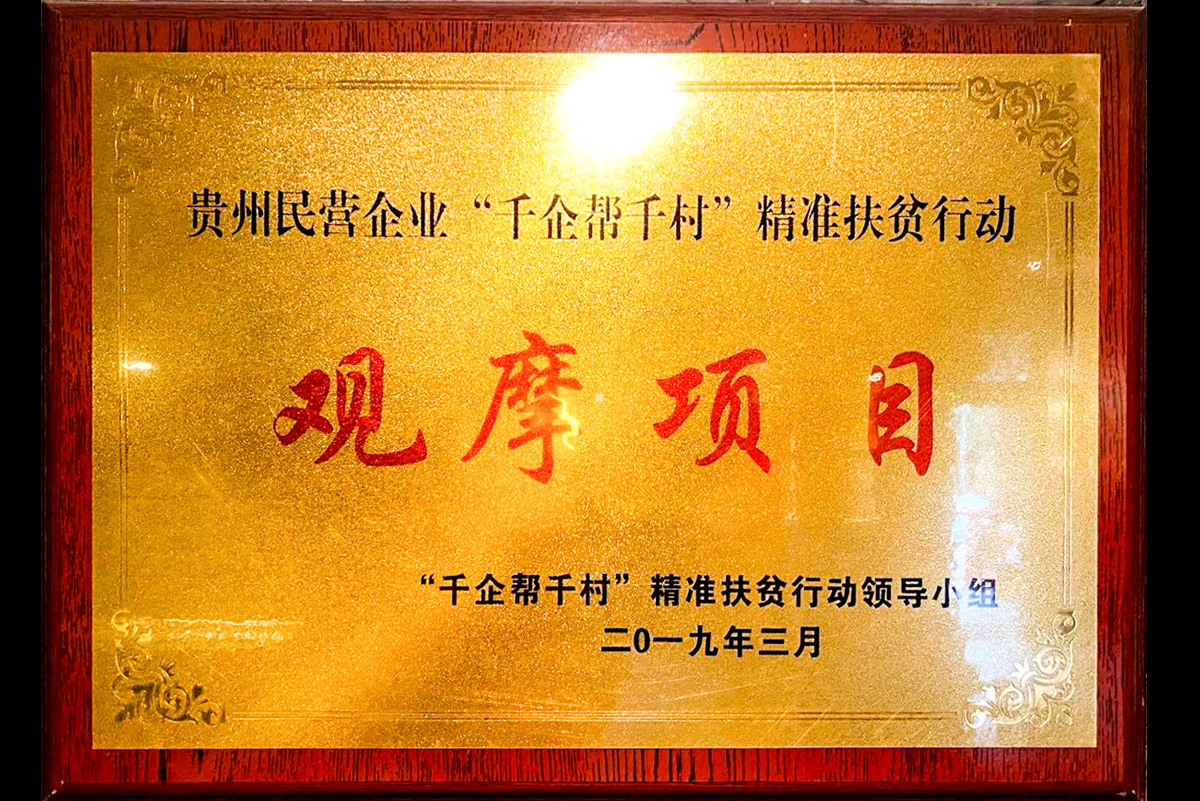 贵州民营企业“千企帮千村”精准扶贫行动
观摩项目
“千企帮千村”精准扶贫行动领导小组
二0一九年三月